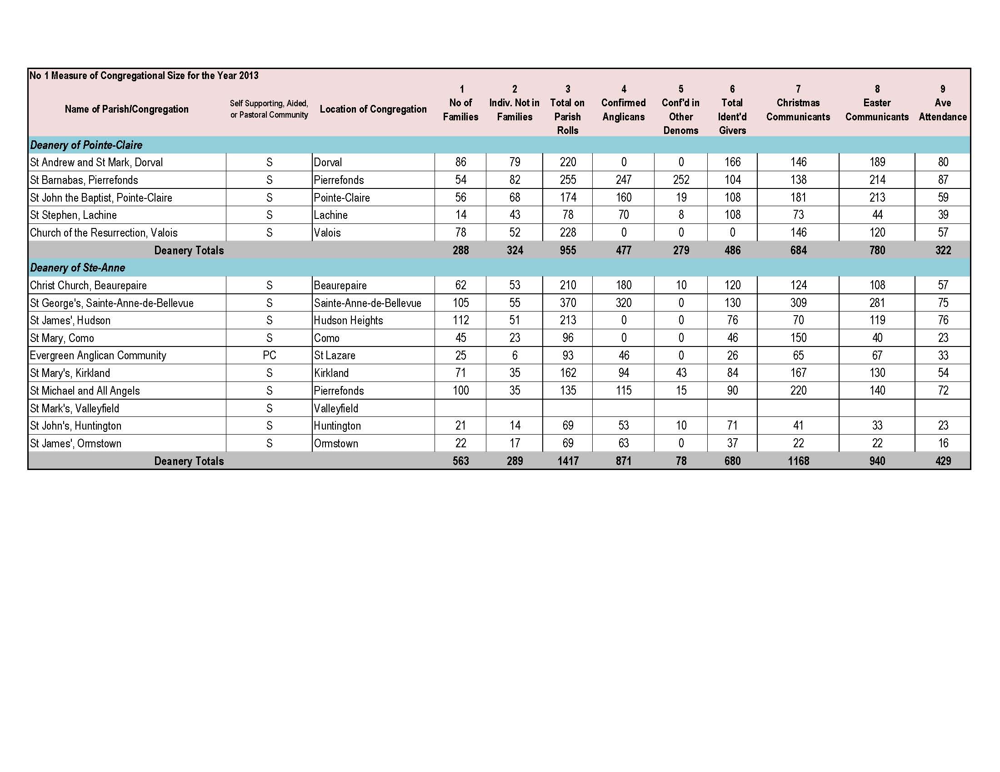 No 1 Measure of Congregational Size for the Year 2013
1 2 3 4 5 6 7 8 9
Name of Parish/Congregation Self Supporting, Aided, or Pastoral Community Location of Congregation No of Families Indiv. Not in Families Total on Parish Rolls Confirmed Anglicans Conf'd in Other Denoms Total Ident'd Givers Christmas Communicants Easter Communicants Ave Attendance
Deanery of Pointe-Claire
St Andrew and St Mark, Dorval S Dorval 86 79 220 0 0 166 146 189 80
St Barnabas, Pierrefonds S Pierrefonds 54 82 255 247 252 104 138 214 87
St John the Baptist, Pointe-Claire S Pointe-Claire 56 68 174 160 19 108 181 213 59
St Stephen, Lachine S Lachine 14 43 78 70 8 108 73 44 39
Church of the Resurrection, Valois S Valois 78 52 228 0 0 0 146 120 57
Deanery Totals 288 324 955 477 279 486 684 780 322
Deanery of Ste-Anne
Christ Church, Beaurepaire S Beaurepaire 62 53 210 180 10 120 124 108 57
St George's, Sainte-Anne-de-Bellevue S Sainte-Anne-de-Bellevue 105 55 370 320 0 130 309 281 75
St James', Hudson S Hudson Heights 112 51 213 0 0 76 70 119 76
St Mary, Como S Como 45 23 96 0 0 46 150 40 23
Evergreen Anglican Community PC St Lazare 25 6 93 46 0 26 65 67 33
St Mary's, Kirkland S Kirkland 71 35 162 94 43 84 167 130 54
St Michael and All Angels S Pierrefonds 100 35 135 115 15 90 220 140 72
St Mark's, Valleyfield S Valleyfield
St John's, Huntington S Huntington 21 14 69 53 10 71 41 33 23
St James', Ormstown S Ormstown 22 17 69 63 0 37 22 22 16
Deanery Totals 563 289 1417 871 78 680 1168 940 429